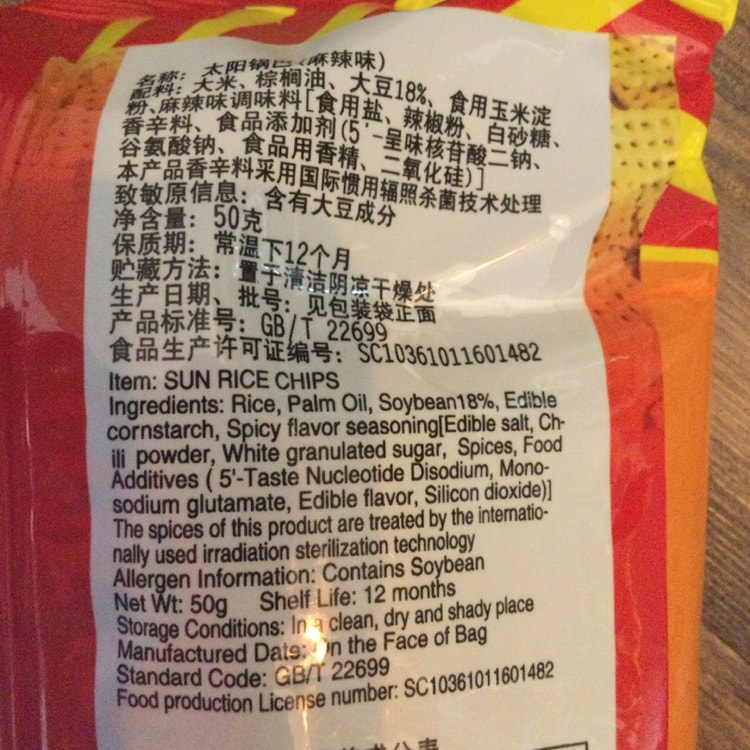 名称： 太阳锅巴(麻辣味)
配料： 大米、棕榈油、大豆18%、食用玉米淀
粉、麻辣味调味料[食用盐、辣椒粉、白砂糖、
香辛料、食品添加剂(5´-呈味核苷酸二钠、
谷氨酸钠、食品用香精、二氧化硅)]
本产品香辛料采用国际惯用辐照杀菌技术处理
致敏原信息： 含有大豆成分
净含量： 50克
保质期： 常温下12个月
贮藏方法： 置于清洁阴凉干燥处
生产日期、批号： 见包装袋正面
产品标准号： GB/T 22699
食品生产许可证编号： SC10361011601482
Item: SUN RICE CHIPS
Ingredients: Rice, Palm Oil, Soybean18%, Edible
cornstarch, Spicy flavor seasoning[Edible salt, Ch-
ili powder, White granulated sugar, Spices, Food
Additives ( 5'-Taste Nucleotide Disodium, Mono-
sodium glutamate, Edible flavor, Silicon dioxide)]
The spices of this product are treated by the internatio-
nally used irradiation sterilization technology
Allergen Information: Contains Soybean
Net Wt: 50g Shelf Life: 12 months
Storage Conditions: In a clean, dry and shady place
Manufactured Date: On the Face of Bag
Standard Code: GB/T 22699
Food production License number: SC10361011601482